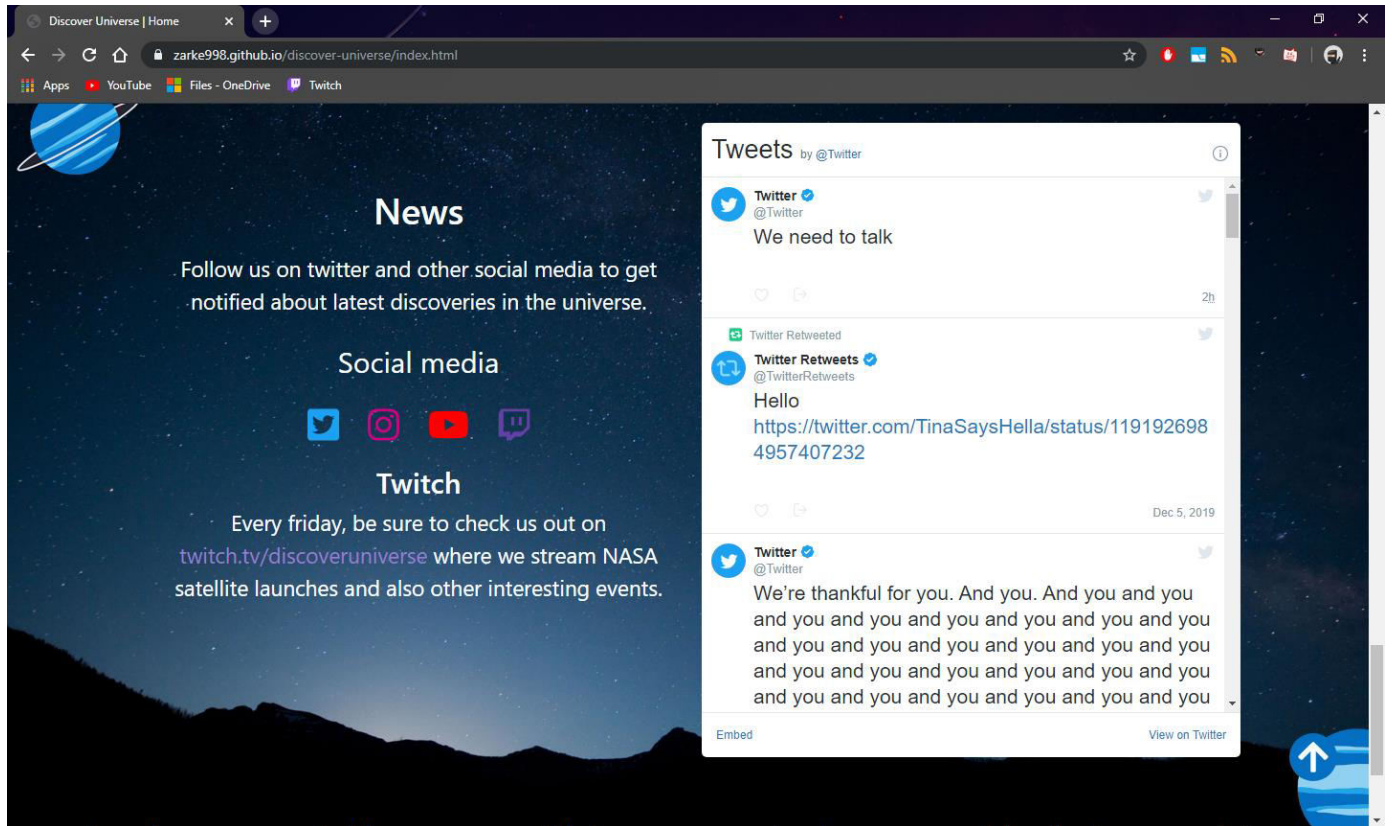 Discover Universe | Home
zarke998.github.io/discover-universe/index.html
Apps YouTube Files - OneDrive Twitch
News
Follow us on twitter and other social media to get
notified about latest discoveries in the universe.
Social media
Twitch
Every friday, be sure to check us out on
twitch.tv/discoveruniverse where we stream NASA
satellite launches and also other interesting events.
Tweets by @Twitter
Twitter
@Twitter
We need to talk
2h
Twitter Retweeted
Twitter Retweets
@TwitterRetweets
Hello
https://twitter.com/TinaSaysHella/status/119192698
4957407232
Dec 5, 2019
Twitter
@Twitter
We’re thankful for you. And you. And you and you
and you and you and you and you and you and you
and you and you and you and you and you and you
and you and you and you and you and you and you
and you and you and you and you and you and you
Embed
View on Twitter